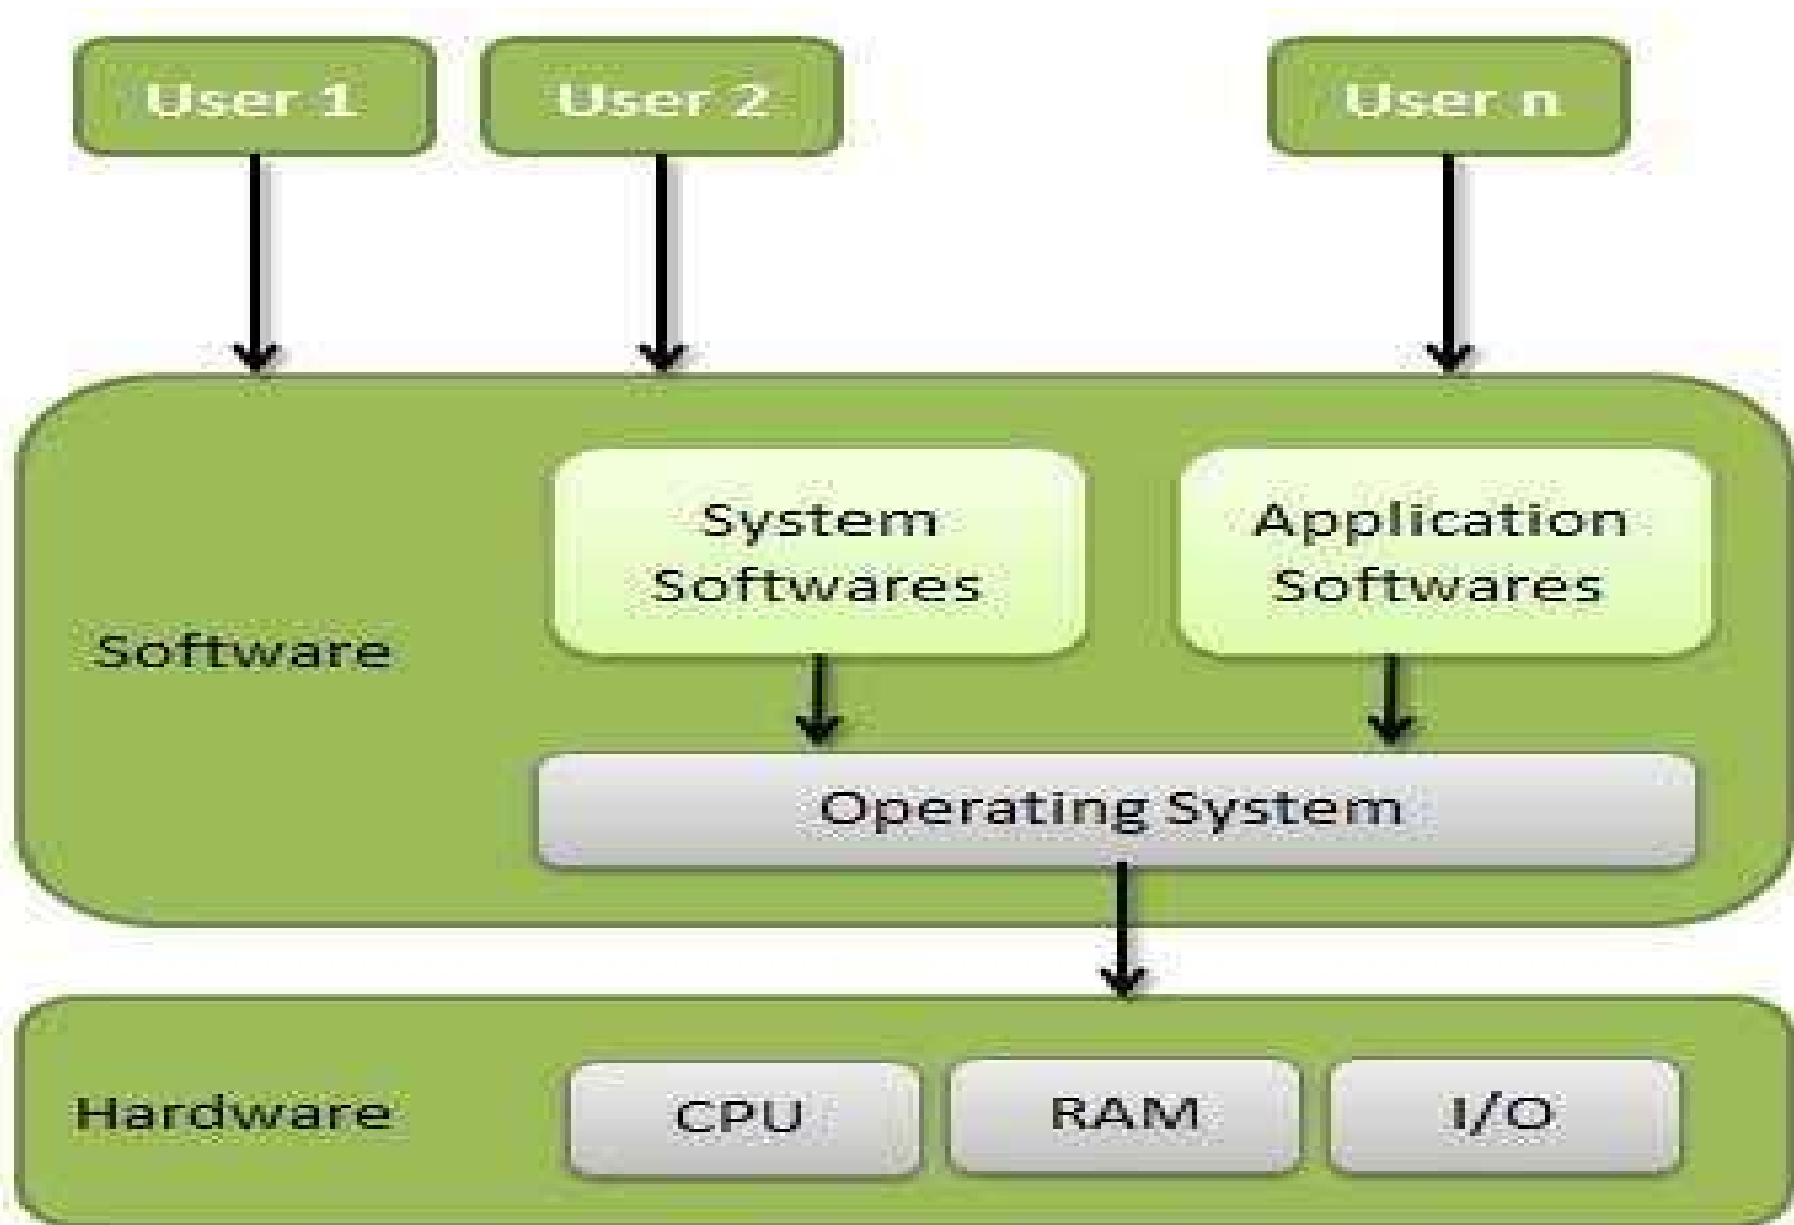 User 1
User 2
User n
System
Softwares
Application
Softwares
Software
Operating System
Hardware
CPU
RAM
I/O